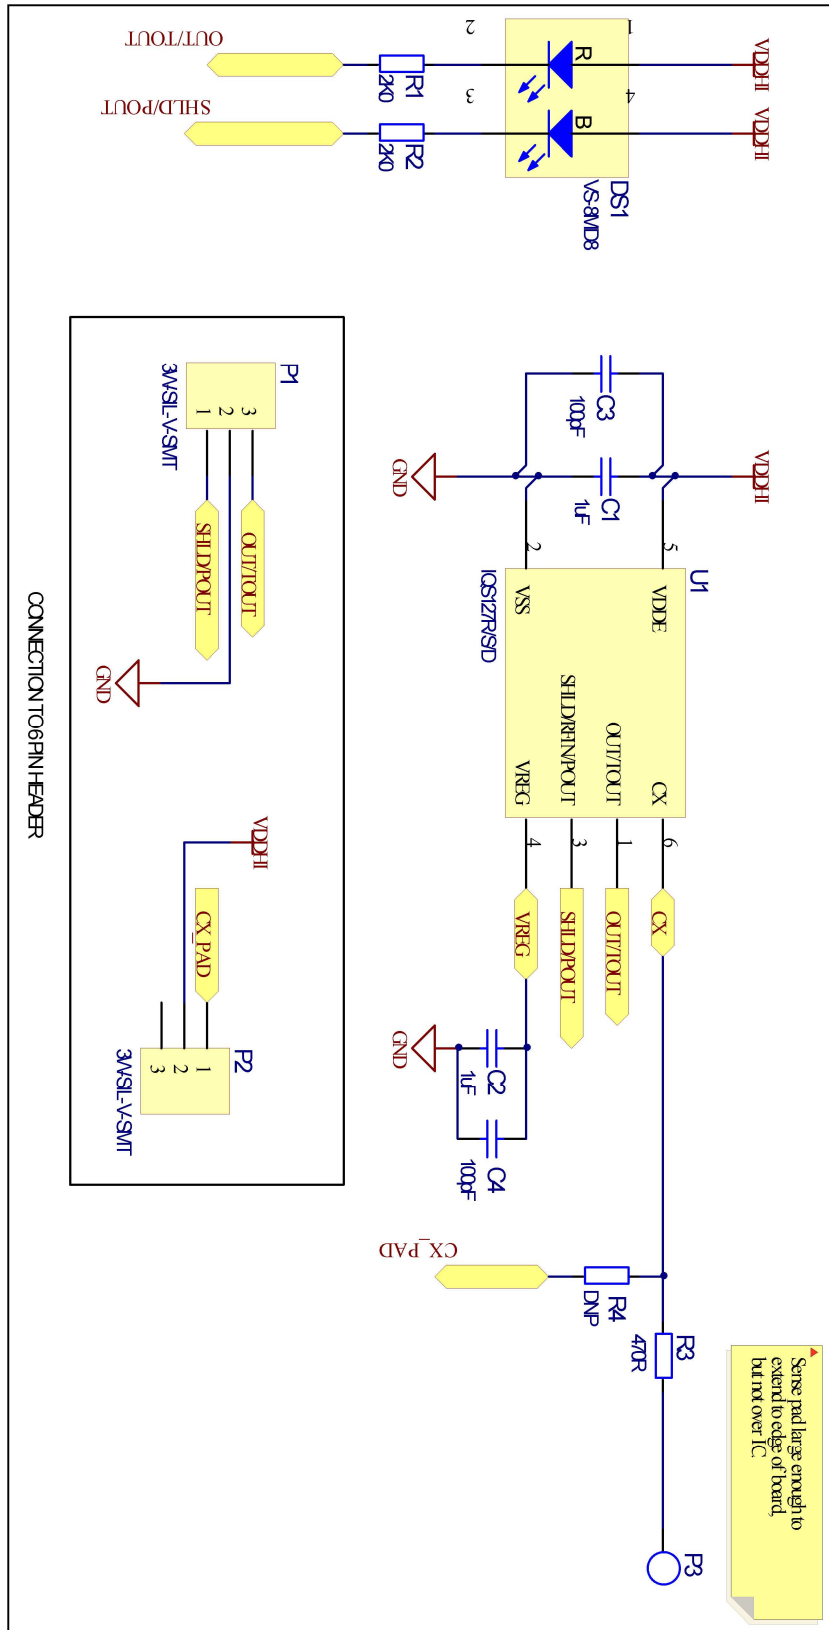 OUT/TOUT
SHLD/POUT
R1
2K0
R2
2K0
2
3
1
4
R
B
DS1
VS-8MD8
VDDHI
VDDHI
C3
100pF
C1
1uF
GND
VDDHI
2
5
U1
IQS127R/S/D
VSS
VDDE
SHLD/RFIN/POUT
OUT/TOUT
VREG
CX
4
3
1
6
VREG
SHLD/POUT
OUT/TOUT
CX
GND
C2
1uF
C4
100pF
CX_PAD
R4
DNP
R3
470R
P3
Sense pad large enough to
extend to edge of board,
but not over IC
P1
3W-SIL-V-SMT
1
2
3
SHLD/POUT
OUT/TOUT
GND
VDDHI
CX_PAD
P2
3W-SIL-V-SMT
3
2
1
CONNECTION TO 6 PIN HEADER